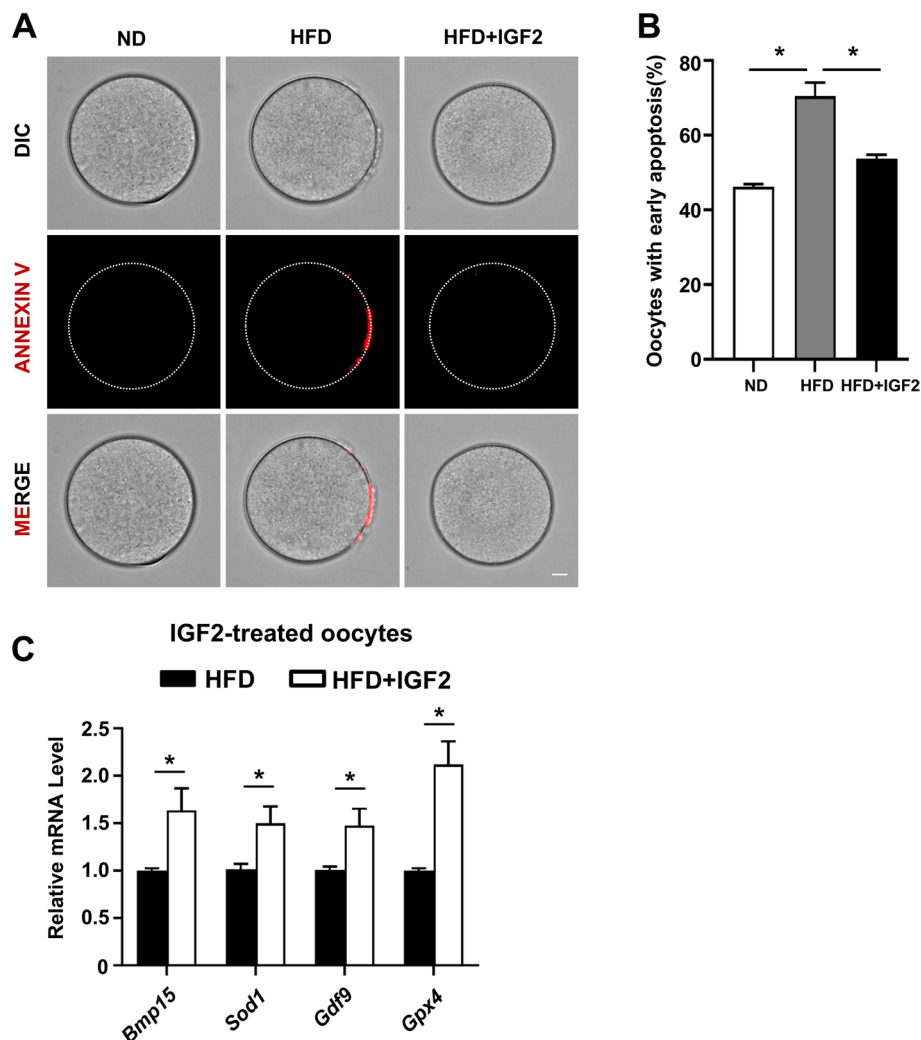 A
ND
HFD
HFD+IGF2
DIC
ANNEXIN V
MERGE
B
Oocytes with early apoptosis(%)
80
60
40
20
0
*
*
ND
HFD
HFD+IGF2
C
IGF2-treated oocytes
HFD
HFD+IGF2
Relative mRNA Level
2.5
2.0
1.5
1.0
0.5
0
*
*
*
*
Bmp15
Sod1
Gdf9
Gpx4